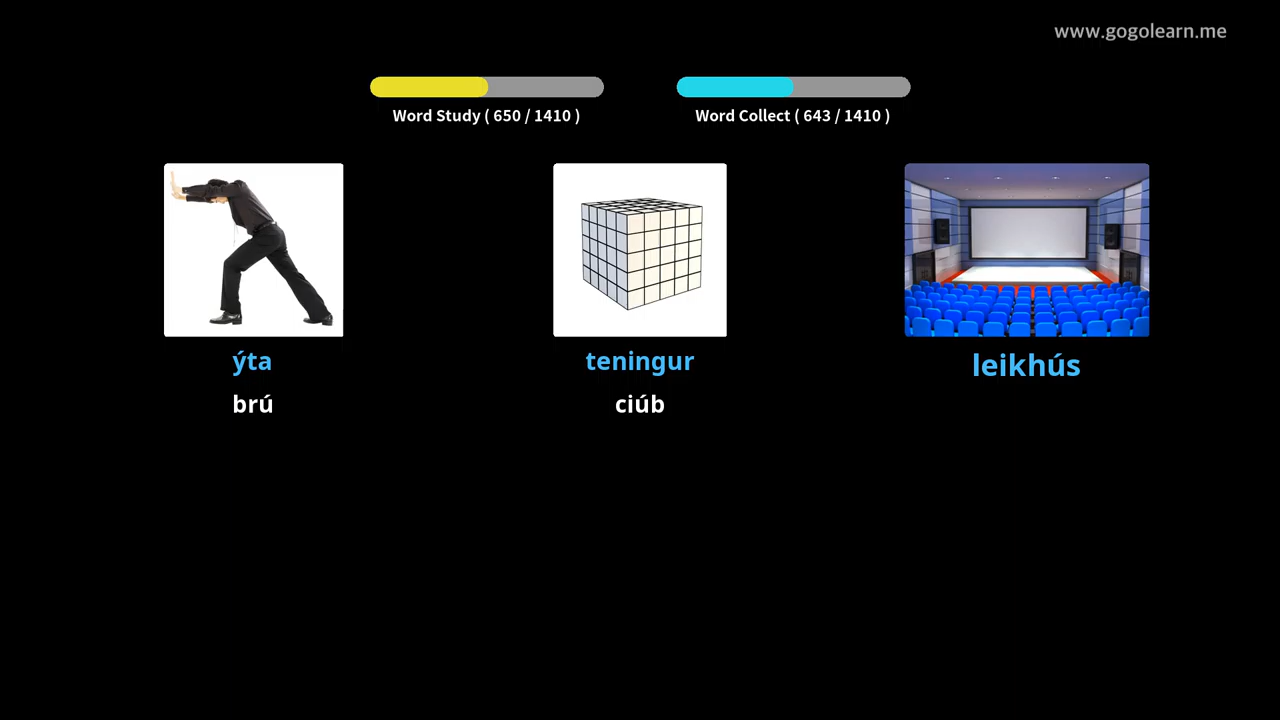 www.gogolearn.me
Word Study ( 650 / 1410 )
Word Collect ( 643 / 1410 )
ýta
teningur
leikhús
brú
ciúb